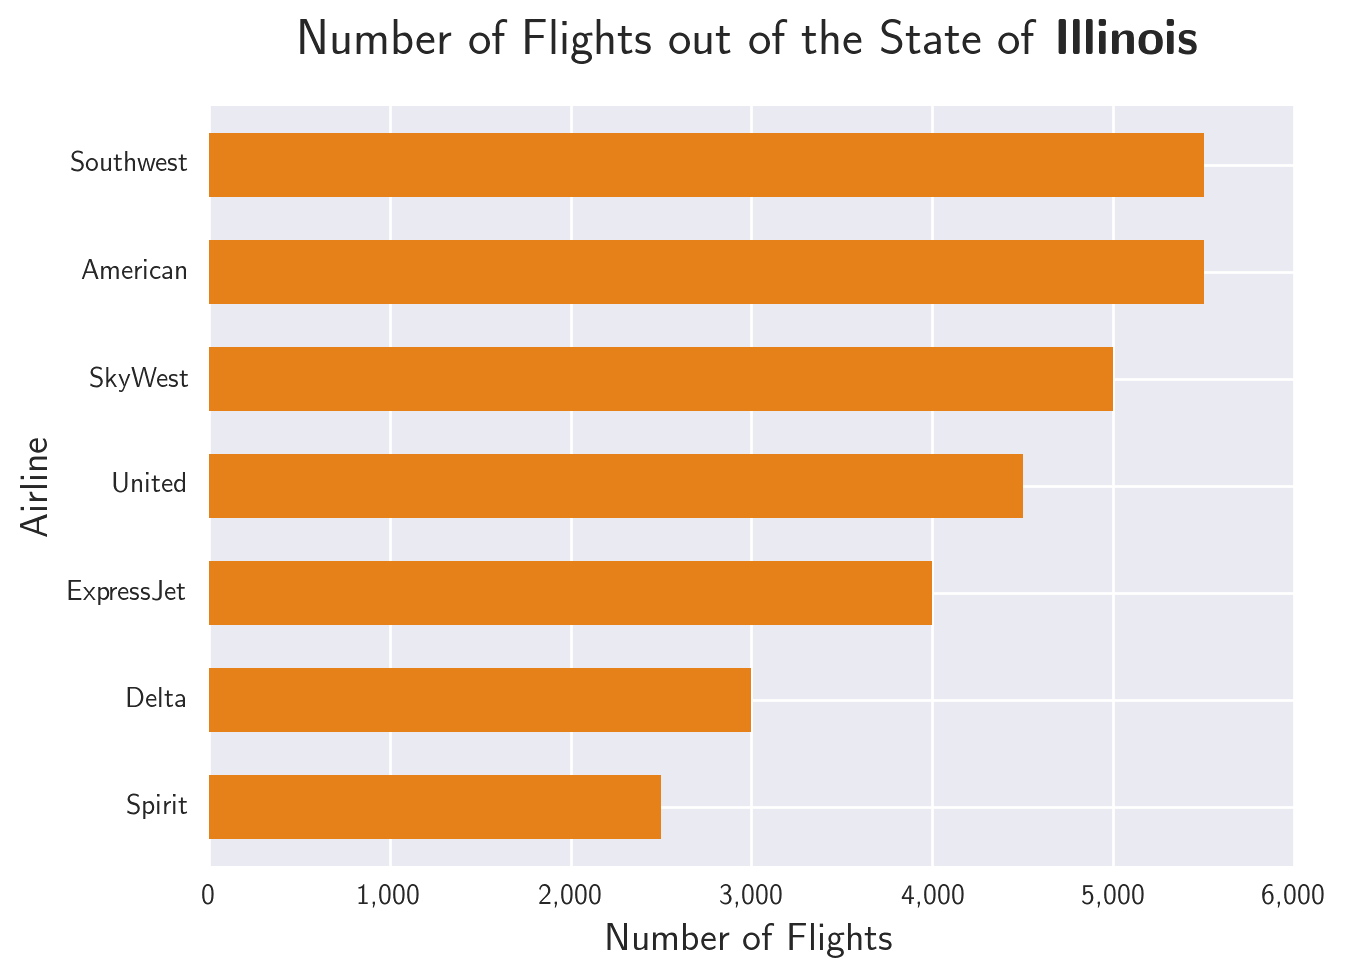 Number of Flights out of the State of Illinois
Southwest
American
SkyWest
United
ExpressJet
Delta
Spirit
Airline
0 1,000 2,000 3,000 4,000 5,000 6,000
Number of Flights